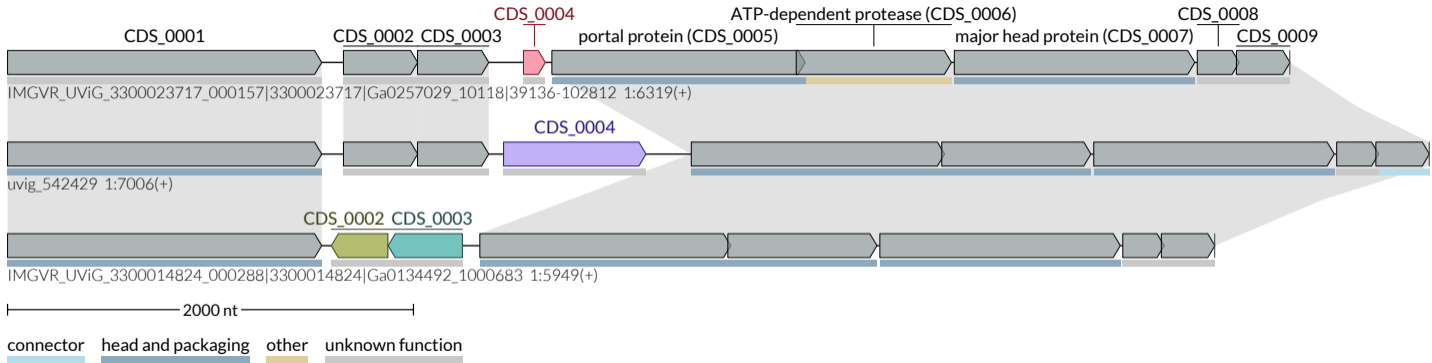 CDS_0004 ATP-dependent protease (CDS_0006) CDS_0008
CDS_0001 CDS_0002 CDS_0003 portal protein (CDS_0005) major head protein (CDS_0007) CDS_0009
IMGVR_UViG_3300023717_000157|3300023717|Ga0257029_10118|39136-102812 1:6319(+)
CDS_0004
uvig_542429 1:7006(+)
CDS_0002 CDS_0003
IMGVR_UViG_3300014824_000288|3300014824|Ga0134492_1000683 1:5949(+)
2000 nt
connector head and packaging other unknown function